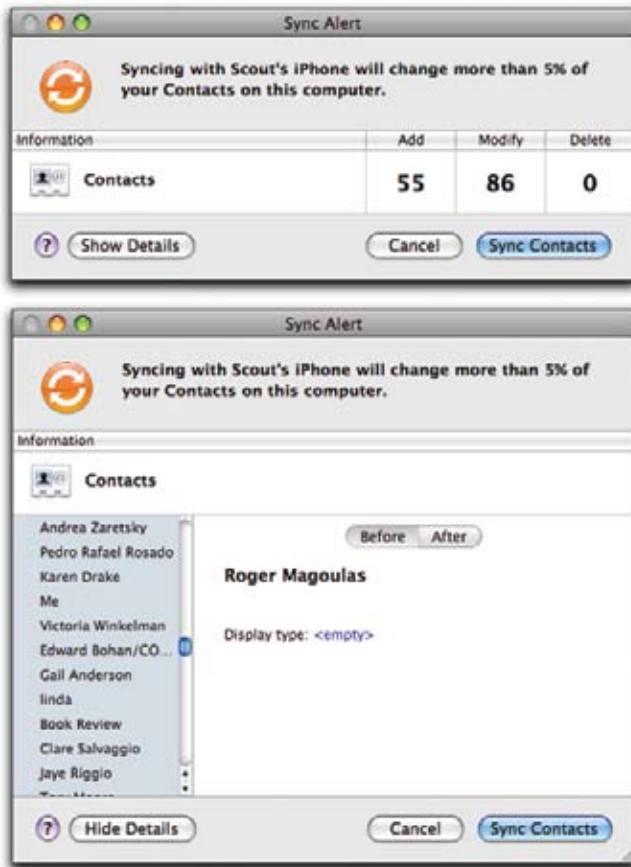 Sync Alert
Syncing with Scout's iPhone will change more than 5% of
your Contacts on this computer.
Information Add Modify Delete
Contacts 55 86 0
? Show Details Cancel Sync Contacts
Sync Alert
Syncing with Scout's iPhone will change more than 5% of
your Contacts on this computer.
Information
Contacts
Andrea Zaretsky
Pedro Rafael Rosado
Karen Drake
Me
Victoria Winkelman
Edward Bohan/CO...
Gail Anderson
linda
Book Review
Clare Salvaggio
Jaye Riggio
Before After
Roger Magoulas
Display type: <empty>
? Hide Details Cancel Sync Contacts